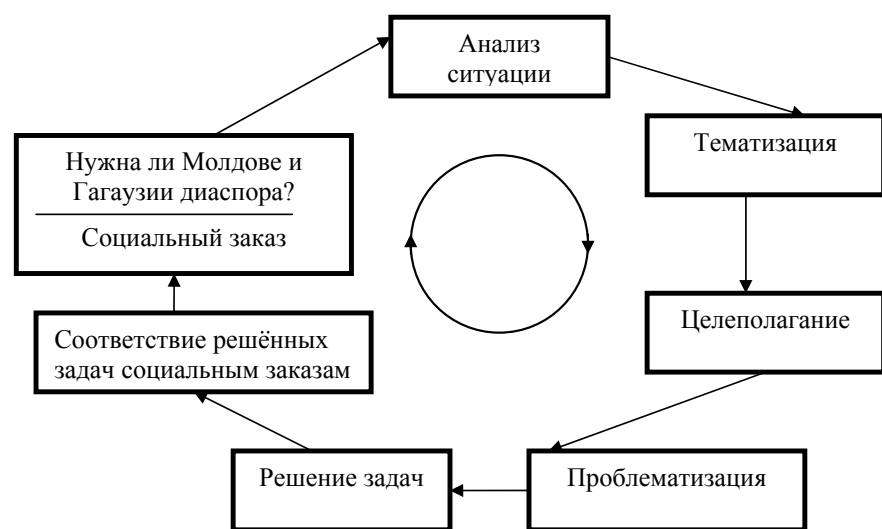 Анализ
ситуации
Тематизация
Целеполагание
Проблематизация
Решение задач
Соответствие решённых
задач социальным заказам
Нужна ли Молдове и
Гагаузии диаспора?
Социальный заказ